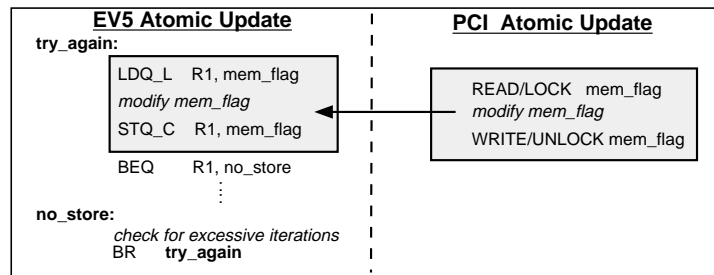 EV5 Atomic Update
try_again:
LDQ_L R1, mem_flag
modify mem_flag
STQ_C R1, mem_flag
BEQ R1, no_store
no_store:
check for excessive iterations
BR try_again
PCI Atomic Update
READ/LOCK mem_flag
modify mem_flag
WRITE/UNLOCK mem_flag